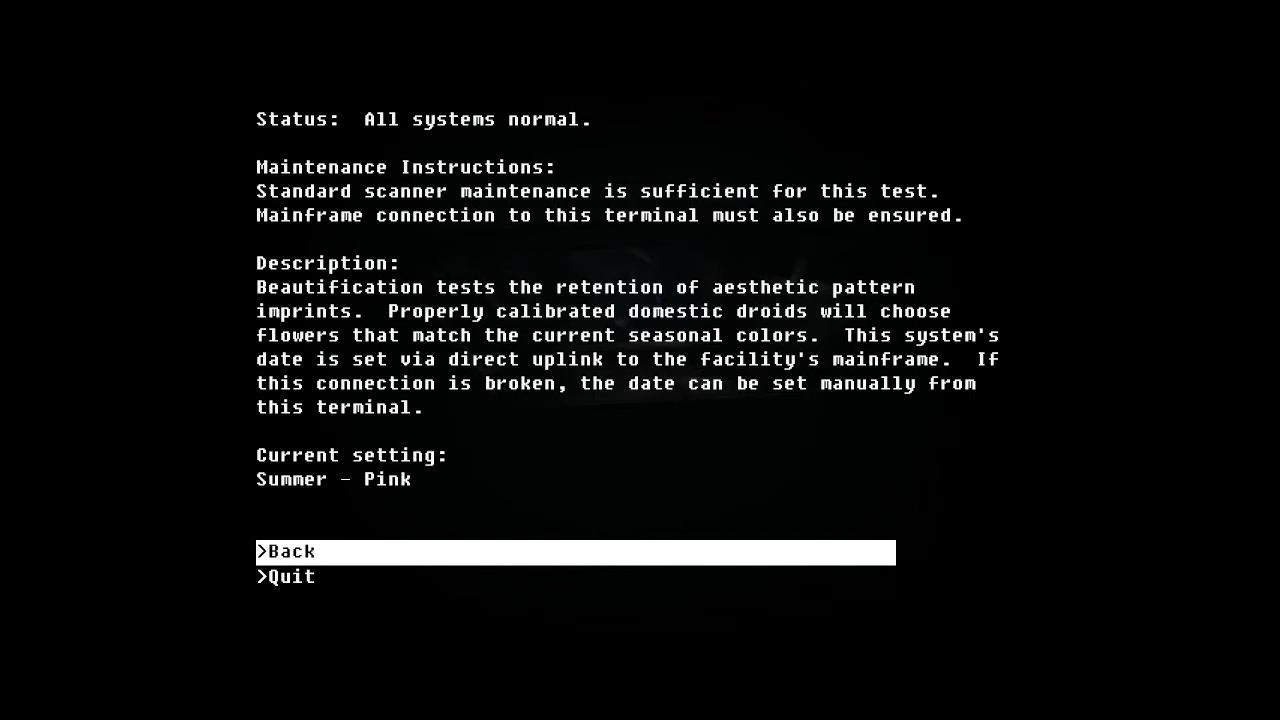 Status:  All systems normal.
Maintenance Instructions:
Standard scanner maintenance is sufficient for this test.
Mainframe connection to this terminal must also be ensured.
Description:
Beautification tests the retention of aesthetic pattern
imprints.  Properly calibrated domestic droids will choose
flowers that match the current seasonal colors.  This system's
date is set via direct uplink to the facility's mainframe.  If
this connection is broken, the date can be set manually from
this terminal.
Current setting:
Summer - Pink
>Back
>Quit